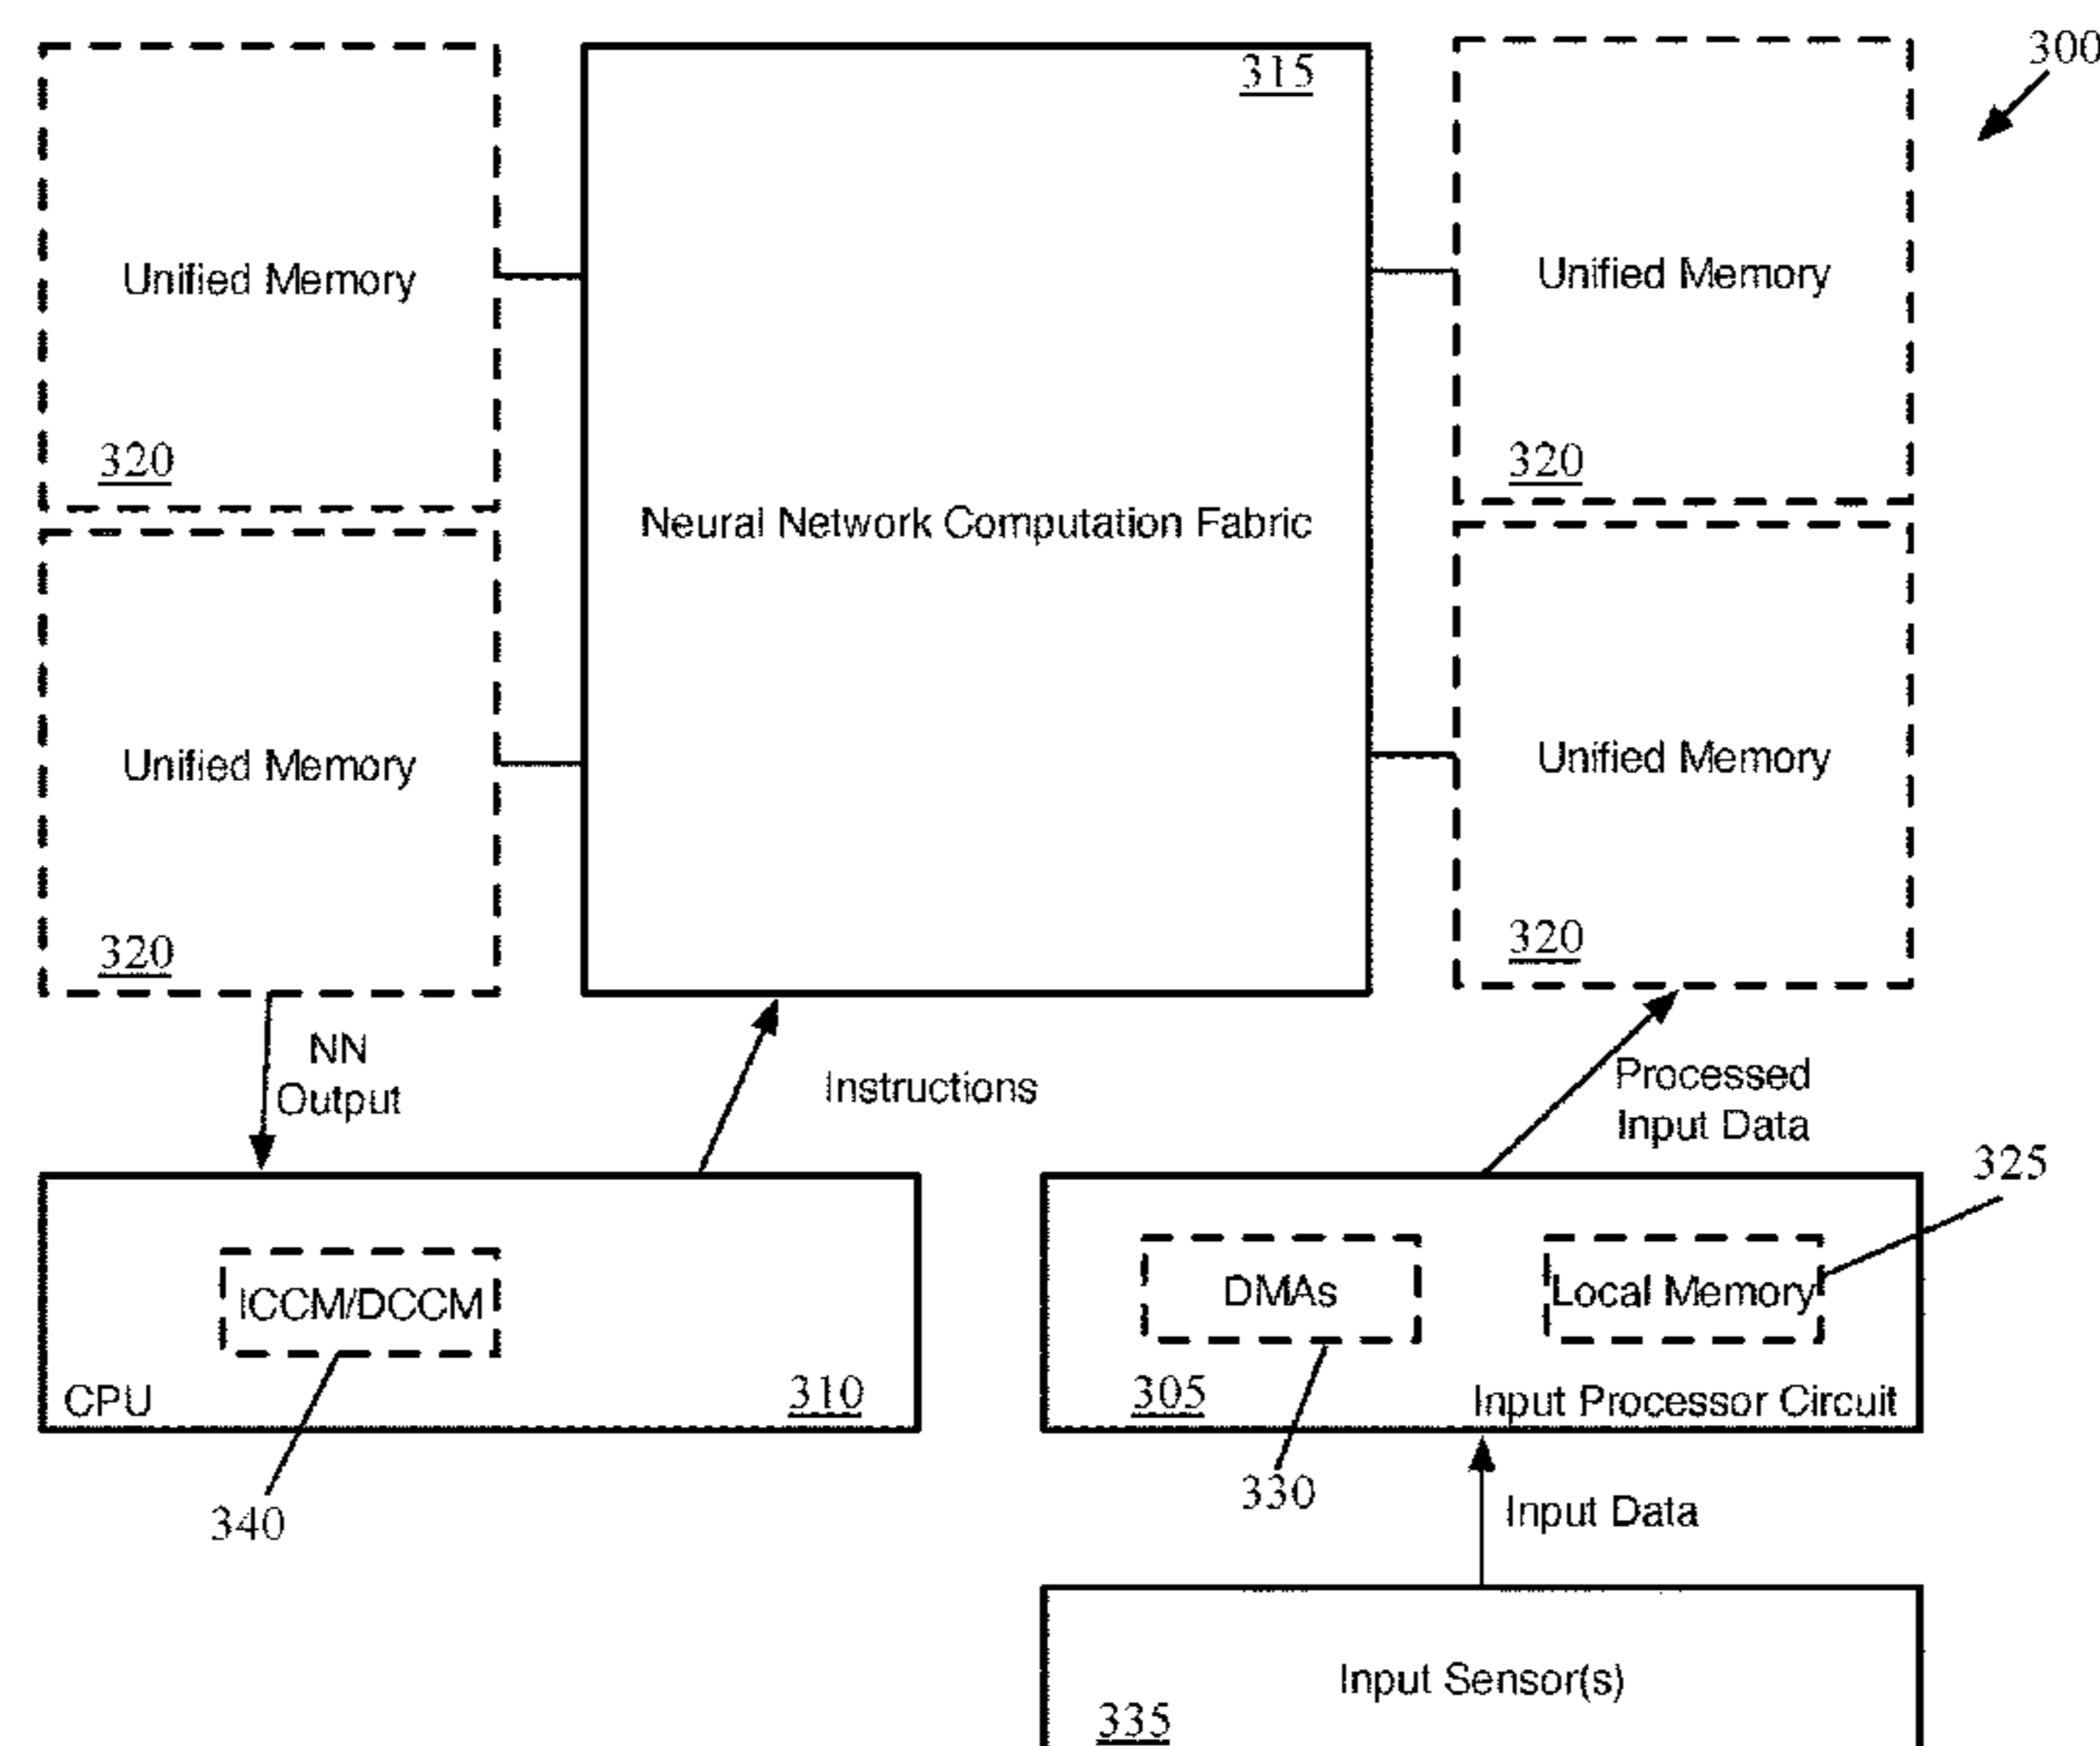 300
315
Unified Memory
320
Unified Memory
320
Neural Network Computation Fabric
Unified Memory
320
Unified Memory
320
NN
Output
Instructions
Processed
Input Data
325
ICCM/DCCM
CPU
310
340
DMAs
Local Memory
305
Input Processor Circuit
330
Input Data
Input Sensor(s)
335